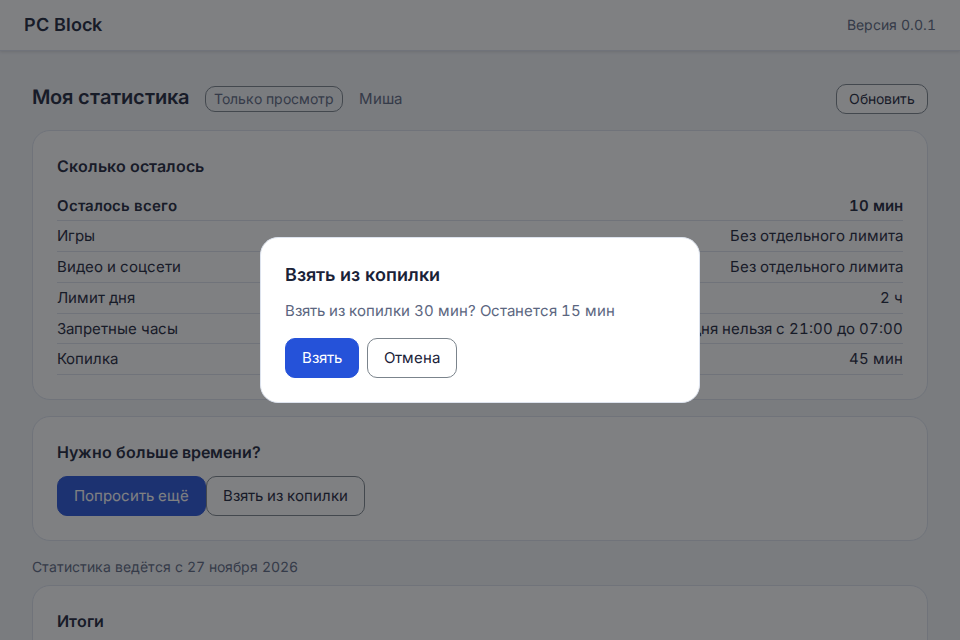 PC Block
Версия 0.0.1
Моя статистика
Только просмотр
Миша
Обновить
Сколько осталось
Осталось всего
10 мин
Игры
Без отдельного лимита
Видео и соцсети
Без отдельного лимита
Лимит дня
2 ч
Запретные часы
нельзя с 21:00 до 07:00
Копилка
45 мин
Взять из копилки
Взять из копилки 30 мин? Останется 15 мин
Взять
Отмена
Нужно больше времени?
Попросить ещё
Взять из копилки
Статистика ведётся с 27 ноября 2026
Итоги